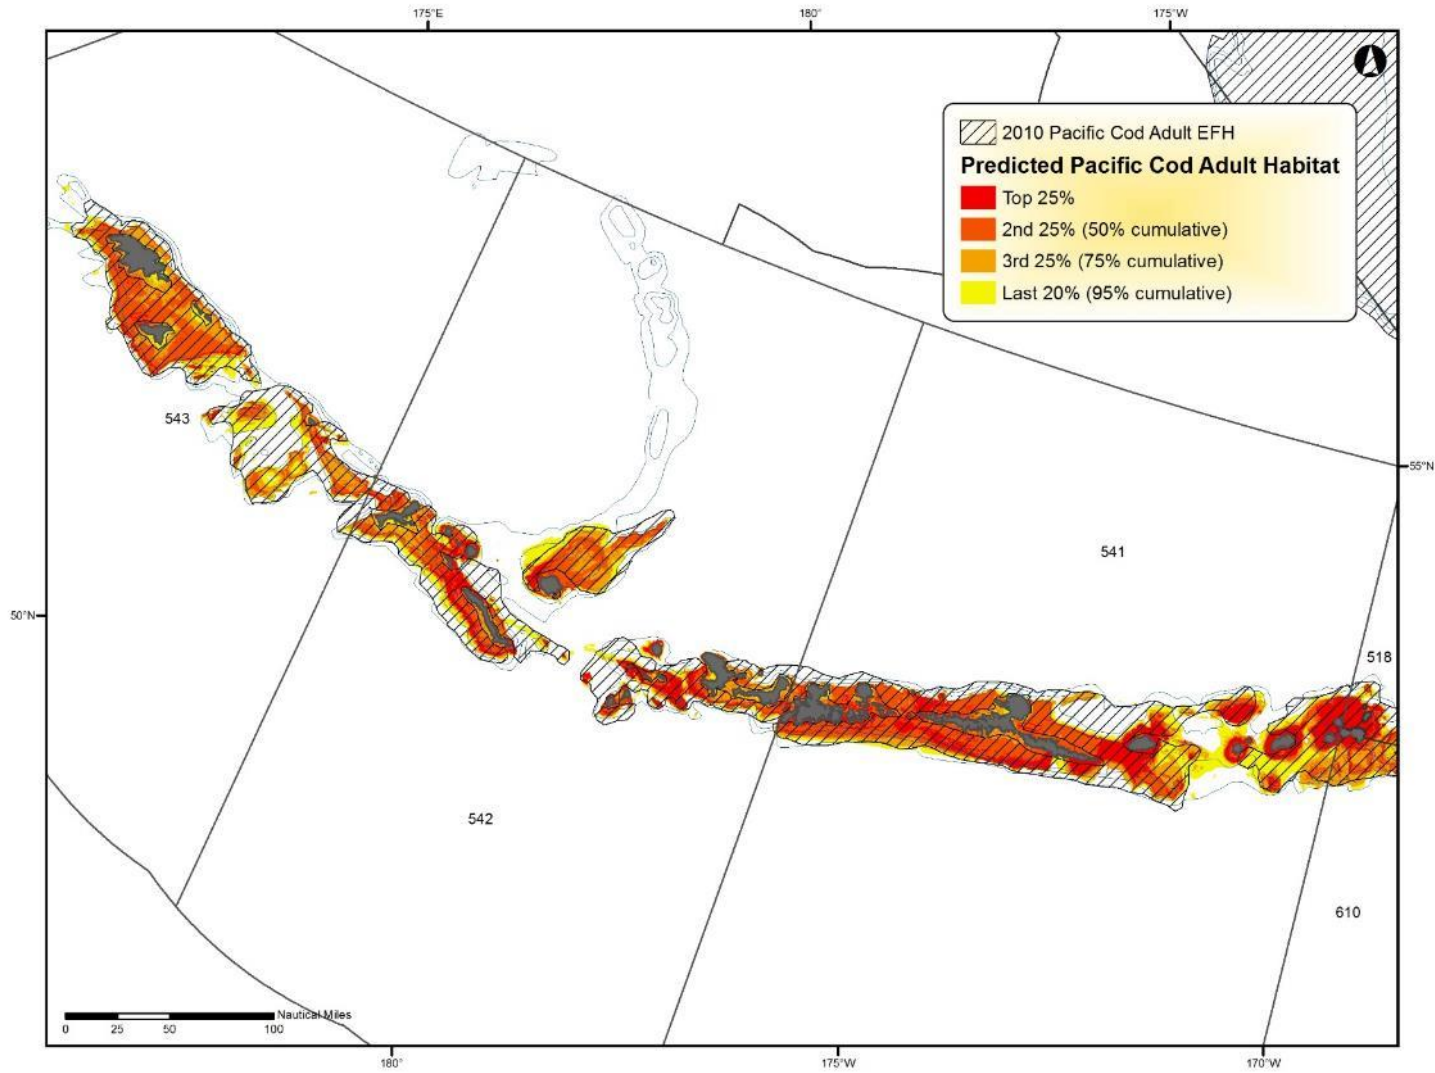 175°E
180°
175°W
2010 Pacific Cod Adult EFH
Predicted Pacific Cod Adult Habitat
Top 25%
2nd 25% (50% cumulative)
3rd 25% (75% cumulative)
Last 20% (95% cumulative)
543
55°N
541
50°N
518
542
610
Nautical Miles
0 25 50 100
180°
175°W
170°W